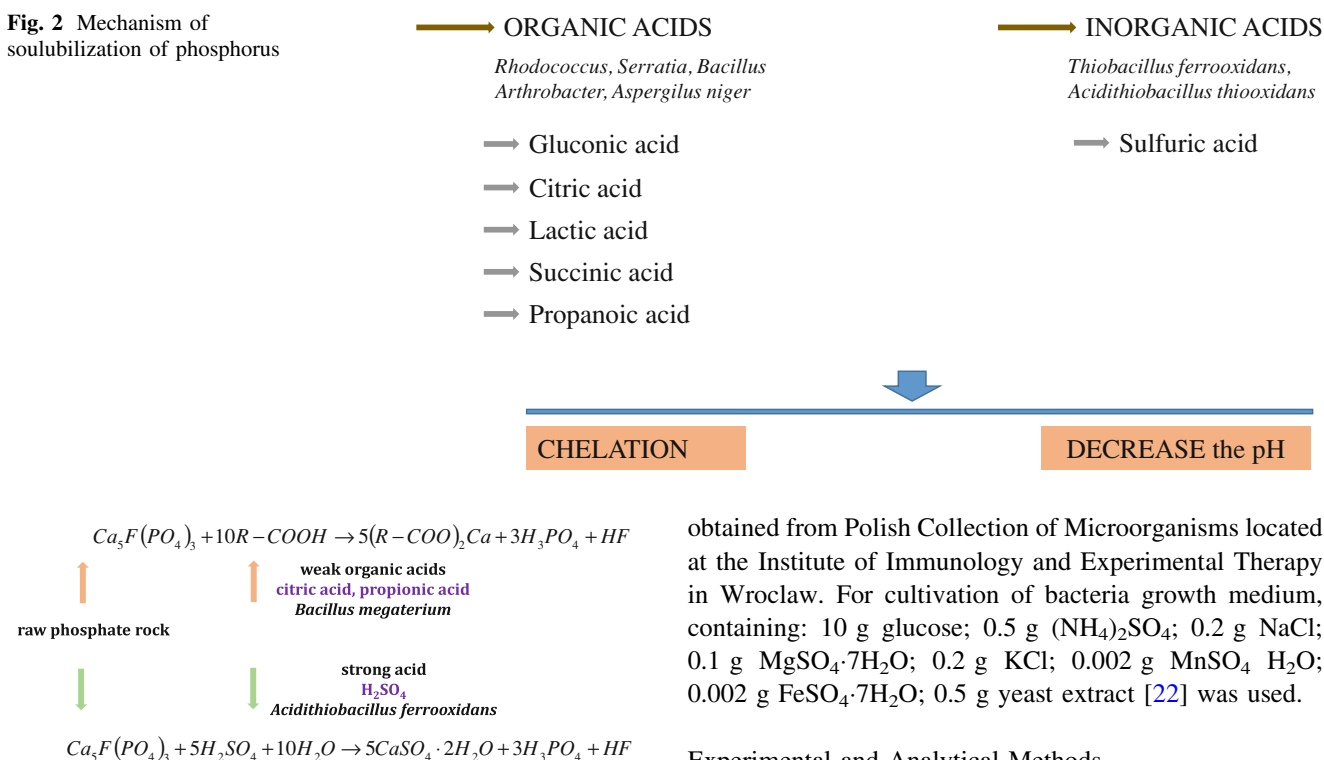 Fig. 2 Mechanism of
soulubilization of phosphorus
ORGANIC ACIDS
Rhodococcus, Serratia, Bacillus
Arthrobacter, Aspergilus niger
Gluconic acid
Citric acid
Lactic acid
Succinic acid
Propanoic acid
INORGANIC ACIDS
Thiobacillus ferrooxidans,
Acidithiobacillus thiooxidans
Sulfuric acid
CHELATION
DECREASE the pH
Ca₅F(PO₄)₃ + 10R − COOH → 5(R − COO)₂Ca + 3H₃PO₄ + HF
weak organic acids
citric acid, propionic acid
Bacillus megaterium
raw phosphate rock
strong acid
H₂SO₄
Acidithiobacillus ferrooxidans
Ca₅F(PO₄)₃ + 5H₂SO₄ + 10H₂O → 5CaSO₄ · 2H₂O + 3H₃PO₄ + HF
obtained from Polish Collection of Microorganisms located
at the Institute of Immunology and Experimental Therapy
in Wroclaw. For cultivation of bacteria growth medium,
containing: 10 g glucose; 0.5 g (NH₄)₂SO₄; 0.2 g NaCl;
0.1 g MgSO₄·7H₂O; 0.2 g KCl; 0.002 g MnSO₄ H₂O;
0.002 g FeSO₄·7H₂O; 0.5 g yeast extract [22] was used.
Experimental and Analytical Methods